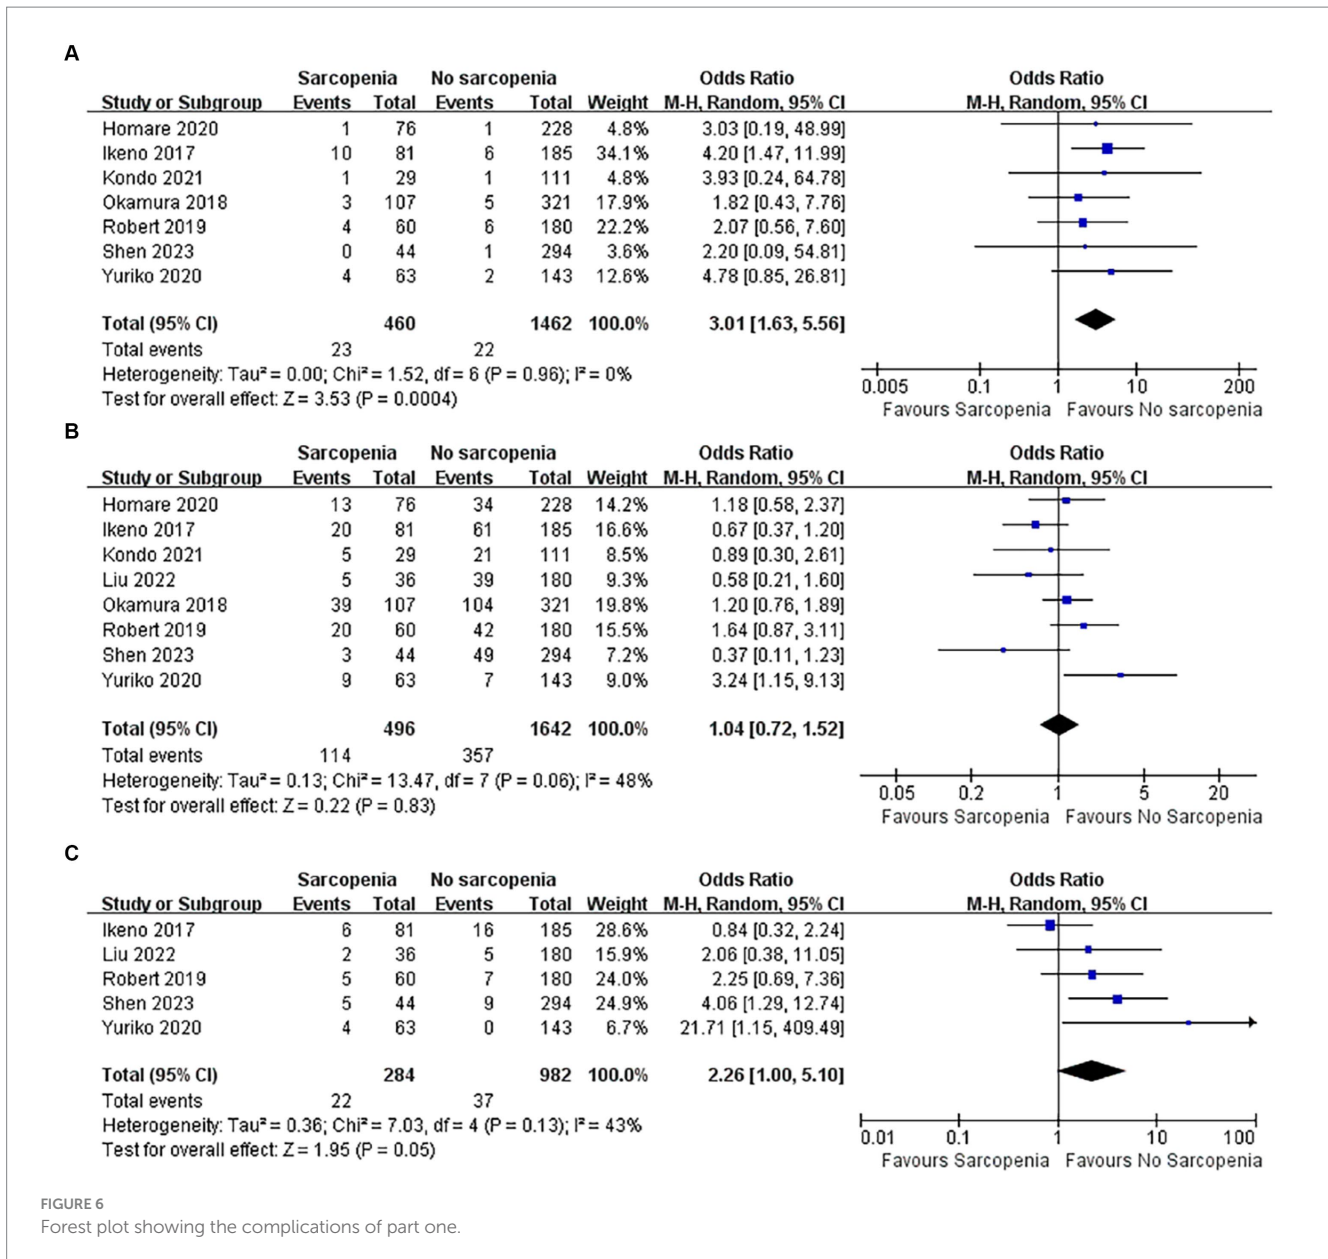 A
Sarcopenia No sarcopenia Odds Ratio Odds Ratio
Study or Subgroup Events Total Events Total Weight M-H, Random, 95% CI M-H, Random, 95% CI
Homare 2020 1 76 1 228 4.8% 3.03 [0.19, 48.99]
Ikeno 2017 10 81 6 185 34.1% 4.20 [1.47, 11.99]
Kondo 2021 1 29 1 111 4.8% 3.93 [0.24, 64.78]
Okamura 2018 3 107 5 321 17.9% 1.82 [0.43, 7.76]
Robert 2019 4 60 6 180 22.2% 2.07 [0.56, 7.60]
Shen 2023 0 44 1 294 3.6% 2.20 [0.09, 54.81]
Yuriko 2020 4 63 2 143 12.6% 4.78 [0.85, 26.81]
Total (95% CI) 460 1462 100.0% 3.01 [1.63, 5.56]
Total events 23 22
Heterogeneity: Tau² = 0.00; Chi² = 1.52, df = 6 (P = 0.96); I² = 0%
Test for overall effect: Z = 3.53 (P = 0.0004)
0.005 0.1 1 10 200
Favours Sarcopenia Favours No sarcopenia
B
Sarcopenia No sarcopenia Odds Ratio Odds Ratio
Study or Subgroup Events Total Events Total Weight M-H, Random, 95% CI M-H, Random, 95% CI
Homare 2020 13 76 34 228 14.2% 1.18 [0.58, 2.37]
Ikeno 2017 20 81 61 185 16.6% 0.67 [0.37, 1.20]
Kondo 2021 5 29 21 111 8.5% 0.89 [0.30, 2.61]
Liu 2022 5 36 39 180 9.3% 0.58 [0.21, 1.60]
Okamura 2018 39 107 104 321 19.8% 1.20 [0.76, 1.89]
Robert 2019 20 60 42 180 15.5% 1.64 [0.87, 3.11]
Shen 2023 3 44 49 294 7.2% 0.37 [0.11, 1.23]
Yuriko 2020 9 63 7 143 9.0% 3.24 [1.15, 9.13]
Total (95% CI) 496 1642 100.0% 1.04 [0.72, 1.52]
Total events 114 357
Heterogeneity: Tau² = 0.13; Chi² = 13.47, df = 7 (P = 0.06); I² = 48%
Test for overall effect: Z = 0.22 (P = 0.83)
0.05 0.2 1 5 20
Favours Sarcopenia Favours No Sarcopenia
C
Sarcopenia No sarcopenia Odds Ratio Odds Ratio
Study or Subgroup Events Total Events Total Weight M-H, Random, 95% CI M-H, Random, 95% CI
Ikeno 2017 6 81 16 185 28.6% 0.84 [0.32, 2.24]
Liu 2022 2 36 5 180 15.9% 2.06 [0.38, 11.05]
Robert 2019 5 60 7 180 24.0% 2.25 [0.69, 7.36]
Shen 2023 5 44 9 294 24.9% 4.06 [1.29, 12.74]
Yuriko 2020 4 63 0 143 6.7% 21.71 [1.15, 409.49]
Total (95% CI) 284 982 100.0% 2.26 [1.00, 5.10]
Total events 22 37
Heterogeneity: Tau² = 0.36; Chi² = 7.03, df = 4 (P = 0.13); I² = 43%
Test for overall effect: Z = 1.95 (P = 0.05)
0.01 0.1 1 10 100
Favours Sarcopenia Favours No Sarcopenia
FIGURE 6
Forest plot showing the complications of part one.